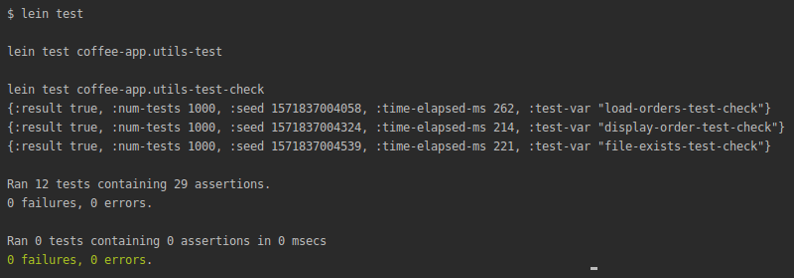 $ lein test
lein test coffee-app.utils-test
lein test coffee-app.utils-test-check
{:result true, :num-tests 1000, :seed 1571837004058, :time-elapsed-ms 262, :test-var "load-orders-test-check"}
{:result true, :num-tests 1000, :seed 1571837004324, :time-elapsed-ms 214, :test-var "display-order-test-check"}
{:result true, :num-tests 1000, :seed 1571837004539, :time-elapsed-ms 221, :test-var "file-exists-test-check"}
Ran 12 tests containing 29 assertions.
0 failures, 0 errors.
Ran 0 tests containing 0 assertions in 0 msecs
0 failures, 0 errors.